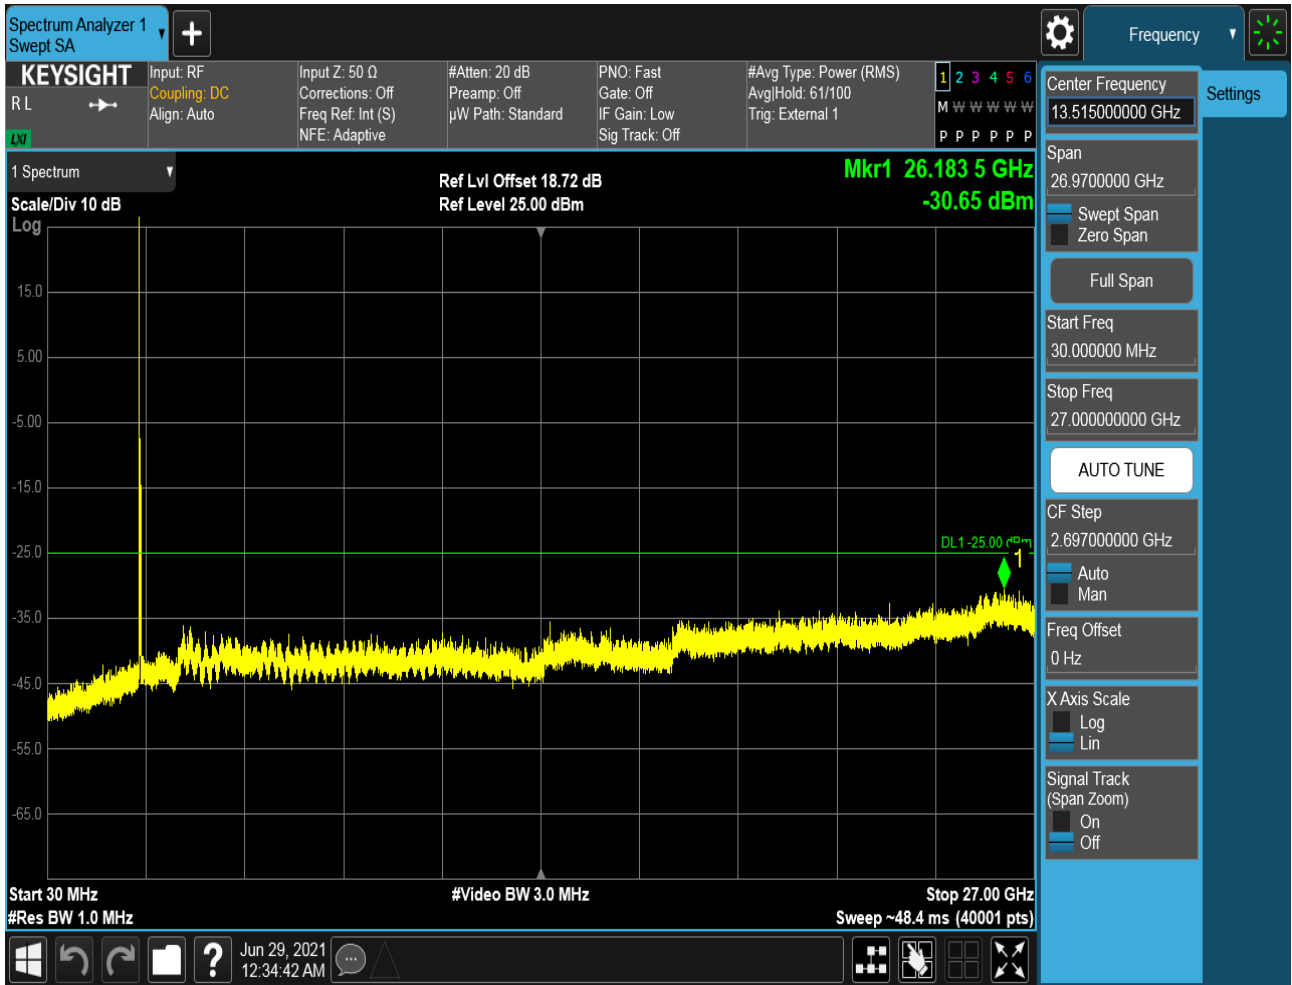 Spectrum Analyzer 1
Swept SA
Frequency
KEYSIGHT
R L
LXI
Input: RF
Coupling: DC
Align: Auto
Input Z: 50 Ω
Corrections: Off
Freq Ref: Int (S)
NFE: Adaptive
#Atten: 20 dB
Preamp: Off
µW Path: Standard
PNO: Fast
Gate: Off
IF Gain: Low
Sig Track: Off
#Avg Type: Power (RMS)
Avg|Hold: 61/100
Trig: External 1
1 2 3 4 5 6
M W W W W W
P P P P P P
1 Spectrum
Scale/Div 10 dB
Log
Ref Lvl Offset 18.72 dB
Ref Level 25.00 dBm
Mkr1 26.183 5 GHz
-30.65 dBm
15.0
5.00
-5.00
-15.0
-25.0
-35.0
-45.0
-55.0
-65.0
DL1 -25.00 dBm
1
Start 30 MHz
#Res BW 1.0 MHz
#Video BW 3.0 MHz
Stop 27.00 GHz
Sweep ~48.4 ms (40001 pts)
Jun 29, 2021
12:34:42 AM
Center Frequency
13.515000000 GHz
Settings
Span
26.9700000 GHz
Swept Span
Zero Span
Full Span
Start Freq
30.000000 MHz
Stop Freq
27.000000000 GHz
AUTO TUNE
CF Step
2.697000000 GHz
Auto
Man
Freq Offset
0 Hz
X Axis Scale
Log
Lin
Signal Track
(Span Zoom)
On
Off